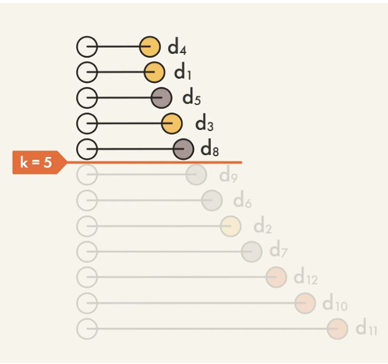 d₄
d₁
d₅
d₃
d₈
k = 5
d₉
d₆
d₂
d₇
d₁₂
d₁₀
d₁₁